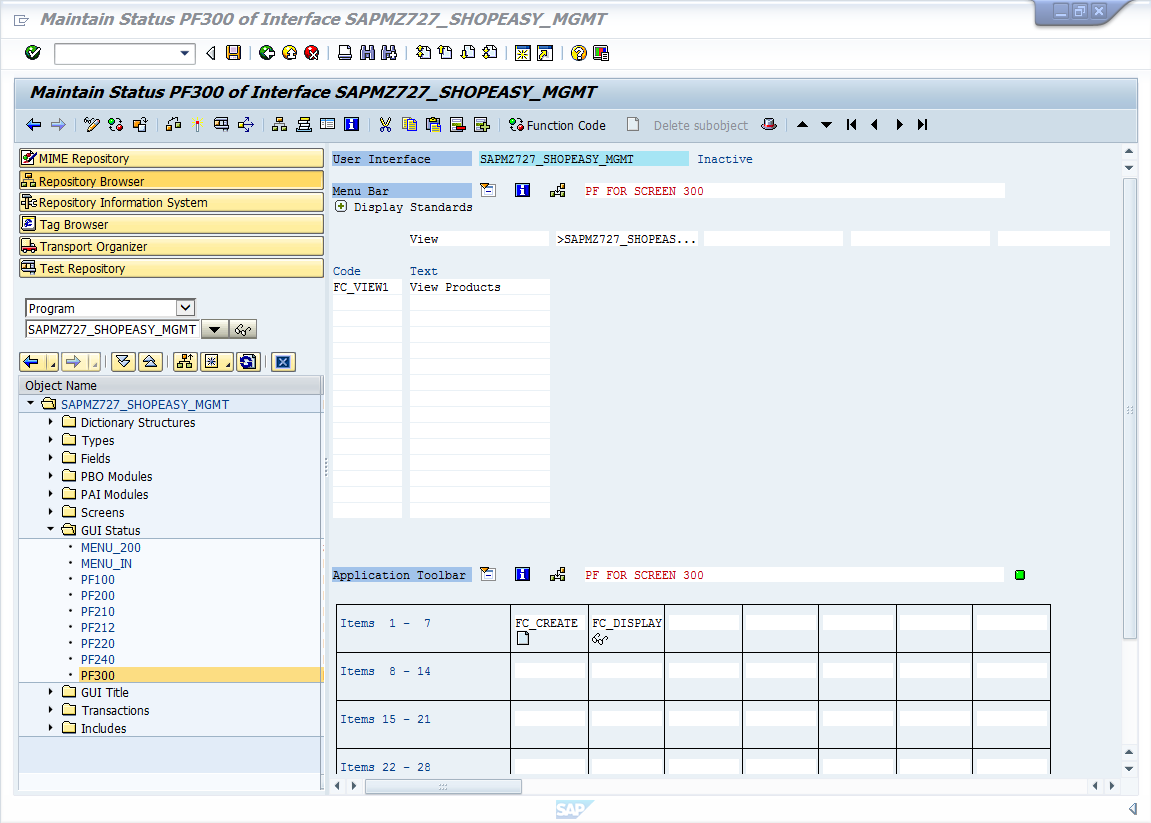 Maintain Status PF300 of Interface SAPMZ727_SHOPEASY_MGMT
Maintain Status PF300 of Interface SAPMZ727_SHOPEASY_MGMT
Function Code
Delete subobject
MIME Repository
Repository Browser
Repository Information System
Tag Browser
Transport Organizer
Test Repository
Program
SAPMZ727_SHOPEASY_MGMT
Object Name
SAPMZ727_SHOPEASY_MGMT
Dictionary Structures
Types
Fields
PBO Modules
PAI Modules
Screens
GUI Status
MENU_200
MENU_IN
PF100
PF200
PF210
PF212
PF220
PF240
PF300
GUI Title
Transactions
Includes
User Interface SAPMZ727_SHOPEASY_MGMT Inactive
Menu Bar PF FOR SCREEN 300
Display Standards
View >SAPMZ727_SHOPEAS...
Code Text
FC_VIEW1 View Products
Application Toolbar PF FOR SCREEN 300
Items 1 - 7 FC_CREATE FC_DISPLAY
Items 8 - 14
Items 15 - 21
Items 22 - 28
SAP